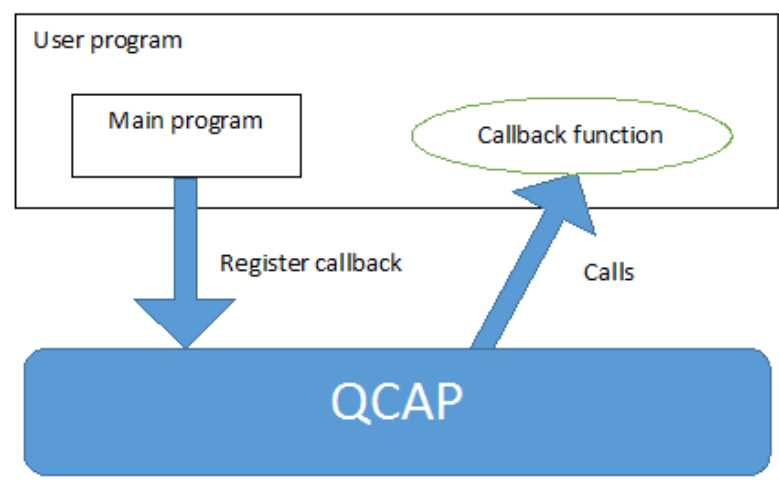 User program
Main program
Callback function
Register callback
Calls
QCAP